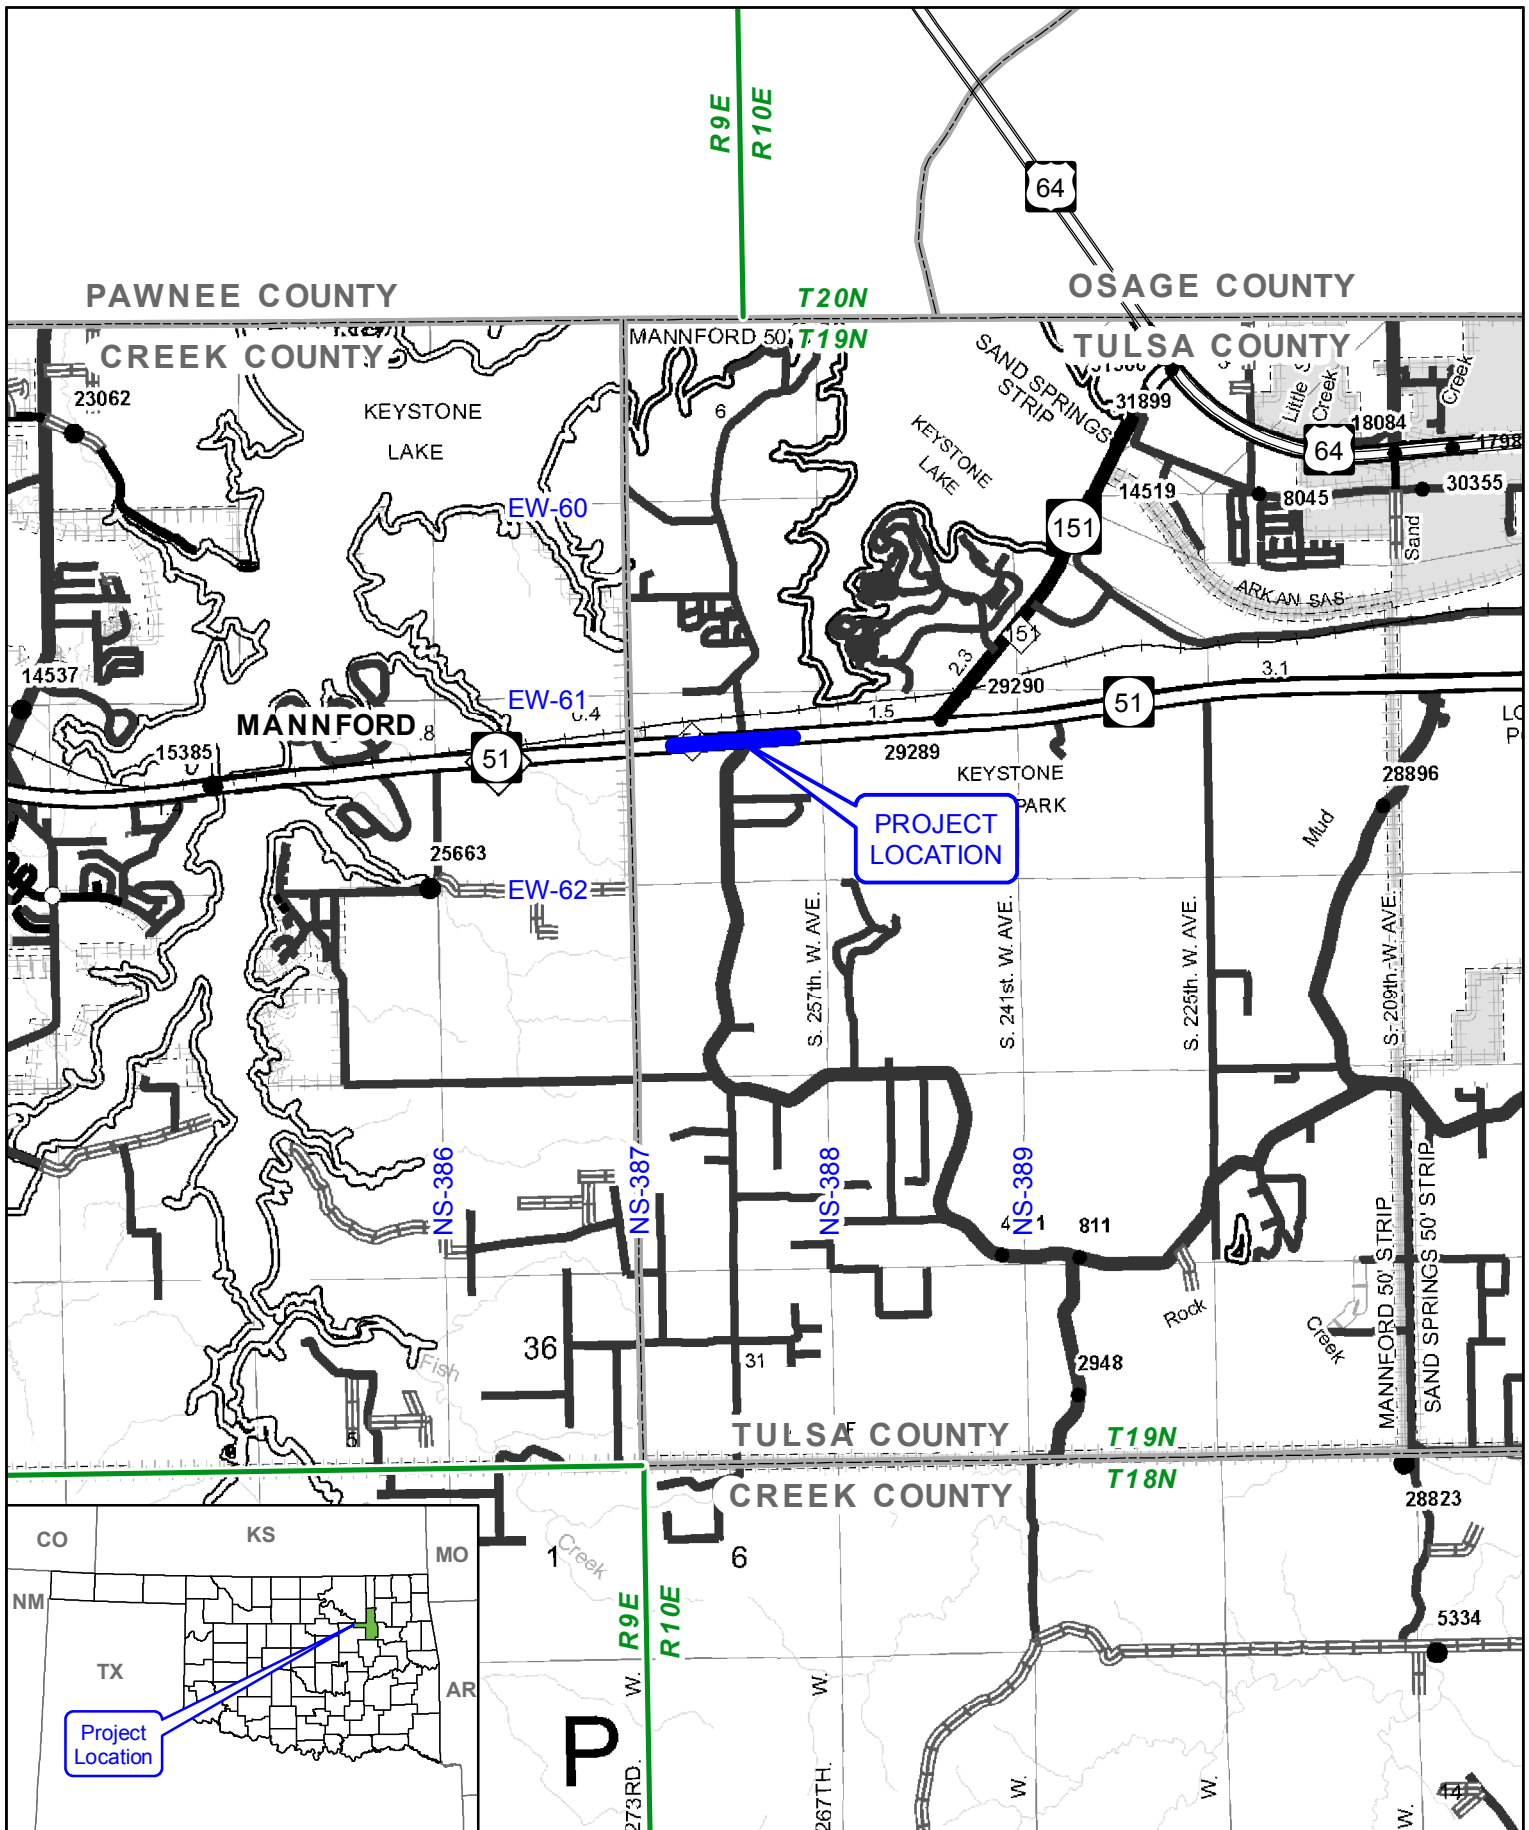 R9E
R10E
64
PAWNEE COUNTY
T20N
OSAGE COUNTY
CREEK COUNTY
MANNFORD 50'
T19N
TULSA COUNTY
SAND SPRINGS
STRIP
23062
KEYSTONE
LAKE
6
KEYSTONE
LAKE
31899
Little
Creek
Creek
18084
64
30355
14519
8045
EW-60
151
Sand
ARKANSAS
151
14537
2.3
29290
3.1
EW-61
MANNFORD
.8
1.5
51
15385
51
29289
KEYSTONE
PARK
28896
PROJECT
LOCATION
Mud
25663
EW-62
S. 257th. W. AVE.
S. 241st. W. AVE.
S. 225th. W. AVE.
S. 209th. W. AVE.
NS-386
NS-387
NS-388
NS-389
811
MANNFORD 50' STRIP
SAND SPRINGS 50' STRIP
Rock
Creek
36
31
Fish
2948
5
TULSA COUNTY
F
T19N
T18N
CREEK COUNTY
28823
1
Creek
6
R9E
R10E
5334
P
W.
273RD.
W.
267TH.
W.
W.
W.
14
CO
KS
MO
NM
TX
AR
Project
Location